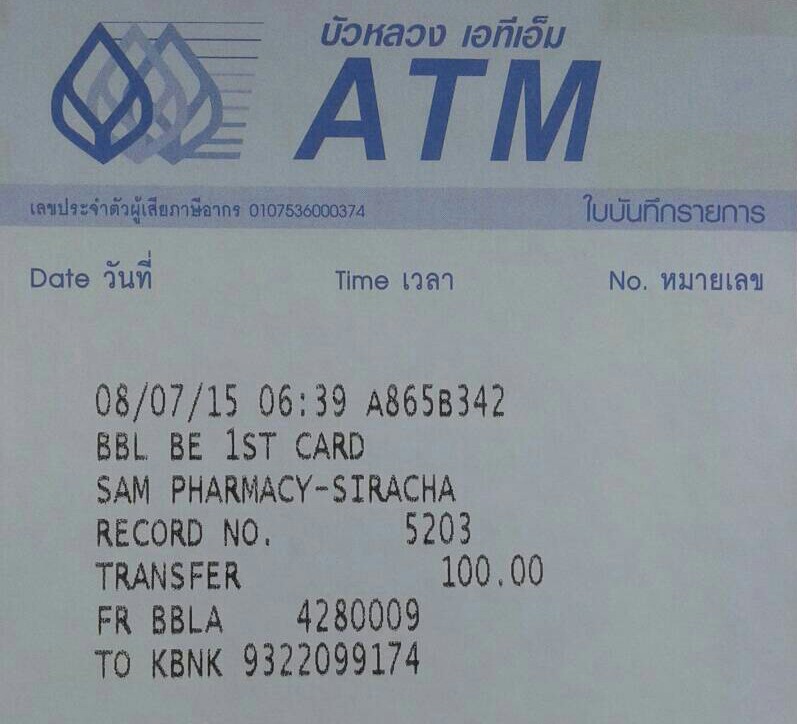 บัวหลวง เอทีเอ็ม
ATM
เลขประจำตัวผู้เสียภาษีอากร 0107536000374 ใบบันทึกรายการ
Date วันที่ Time เวลา No. หมายเลข
08/07/15 06:39 A865B342
BBL BE 1ST CARD
SAM PHARMACY-SIRACHA
RECORD NO. 5203
TRANSFER 100.00
FR BBLA 4280009
TO KBNK 9322099174